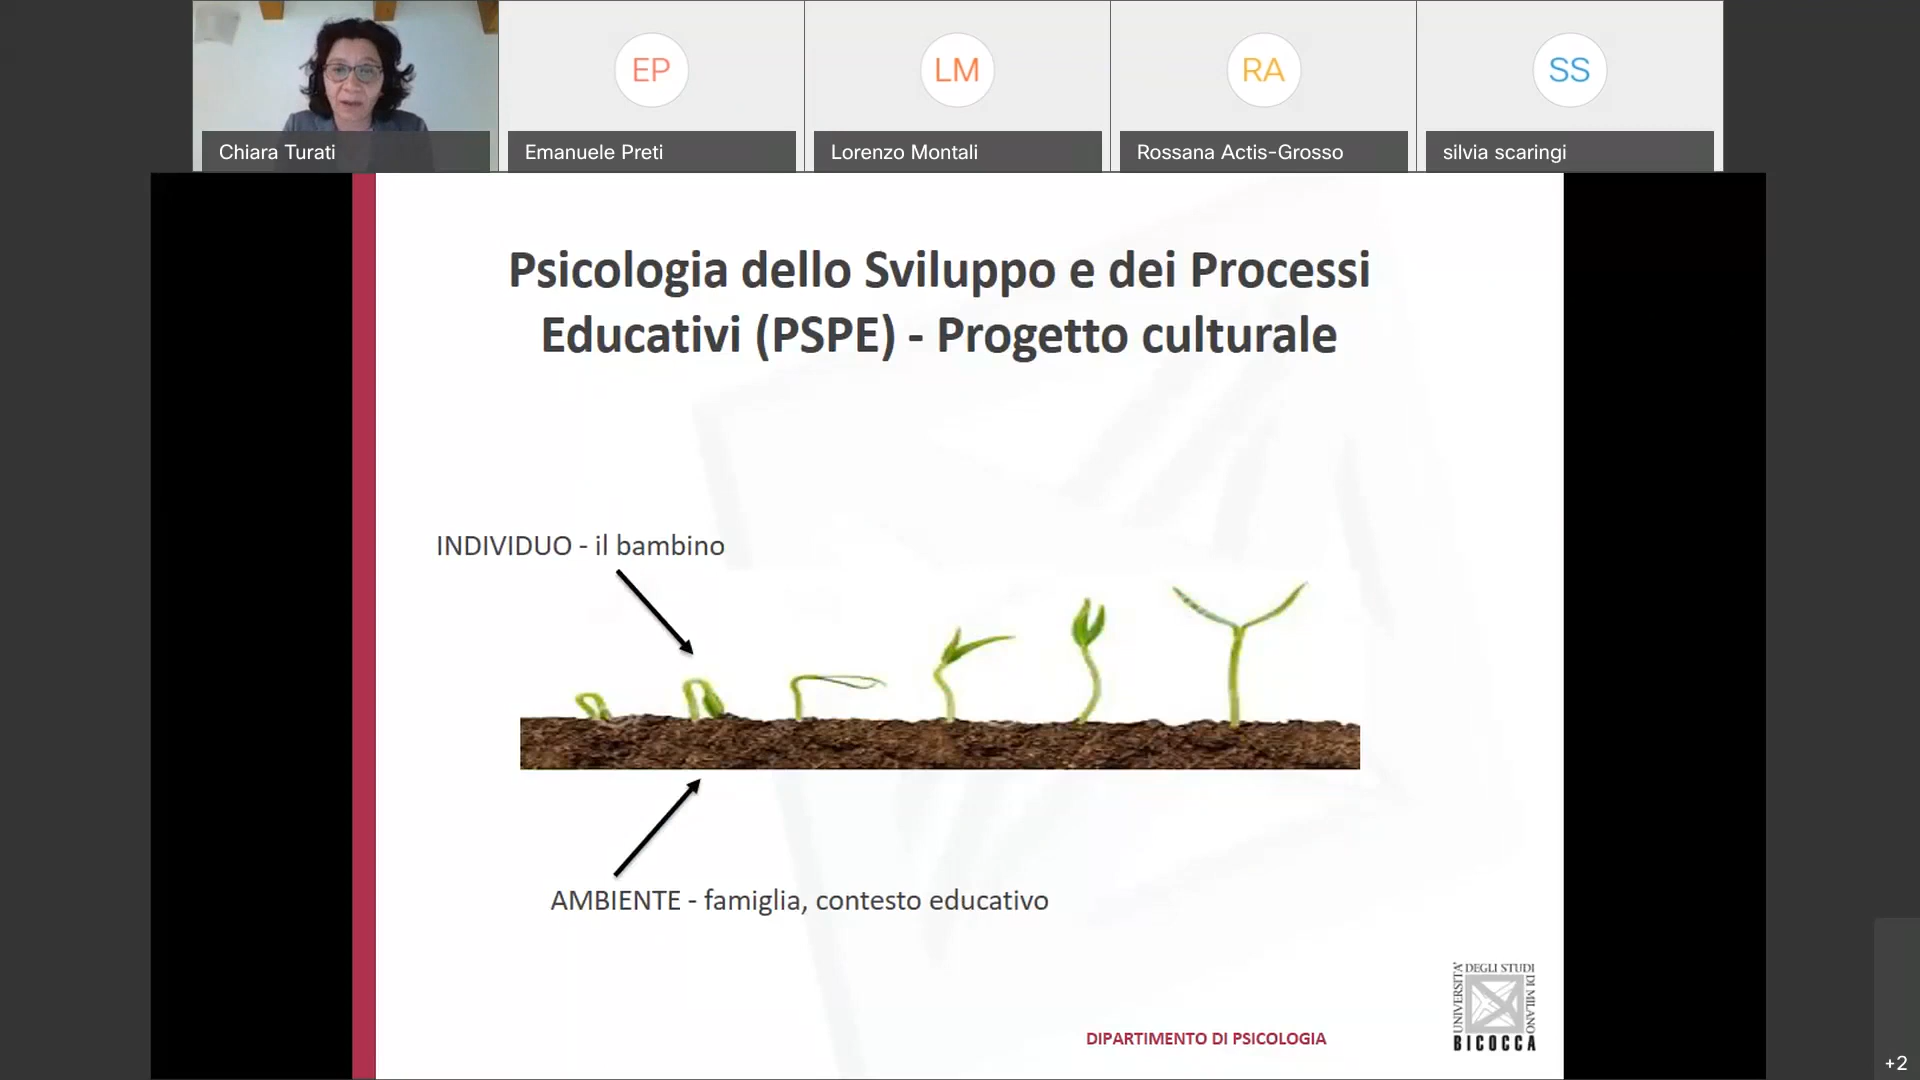 EP
LM
RA
SS
Chiara Turati
Emanuele Preti
Lorenzo Montali
Rossana Actis-Grosso
silvia scaringi
Psicologia dello Sviluppo e dei Processi
Educativi (PSPE) - Progetto culturale
INDIVIDUO - il bambino
AMBIENTE - famiglia, contesto educativo
DIPARTIMENTO DI PSICOLOGIA
UNIVERSITA'
DEGLI STUDI
DI MILANO
BICOCCA
+2